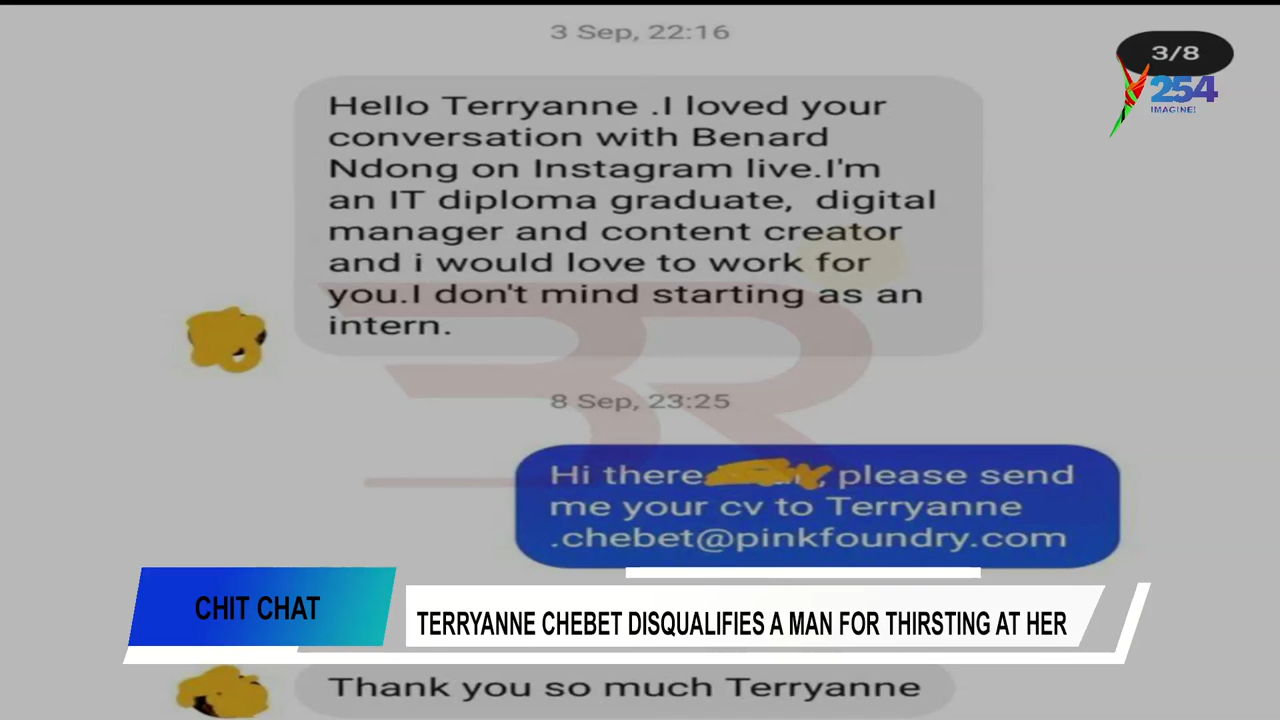 3 Sep, 22:16
3/8
254
IMAGINE!
Hello Terryanne .I loved your
conversation with Benard
Ndong on Instagram live.I'm
an IT diploma graduate,  digital
manager and content creator
and i would love to work for
you.I don't mind starting as an
intern.
8 Sep, 23:25
Hi there , please send
me your cv to Terryanne
.chebet@pinkfoundry.com
CHIT CHAT
TERRYANNE CHEBET DISQUALIFIES A MAN FOR THIRSTING AT HER
Thank you so much Terryanne